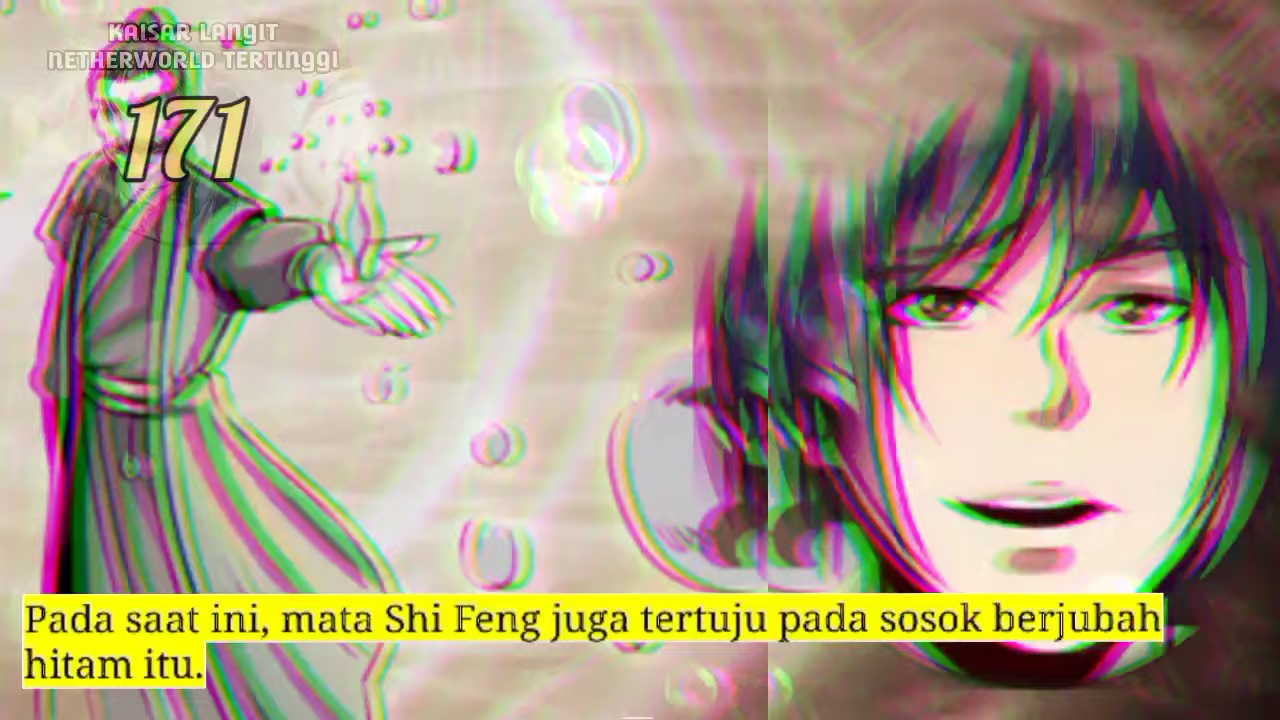 KAISAR LANGIT
NETHERWORLD TERTINGGI
171
Pada saat ini, mata Shi Feng juga tertuju pada sosok berjubah
hitam itu.